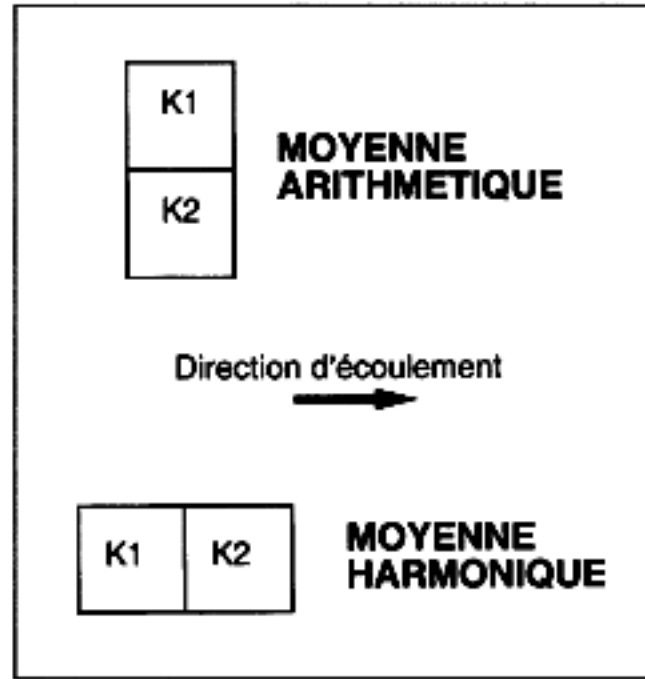 K1
MOYENNE
ARITHMETIQUE
K2
Direction d'écoulement
K1 K2
MOYENNE
HARMONIQUE